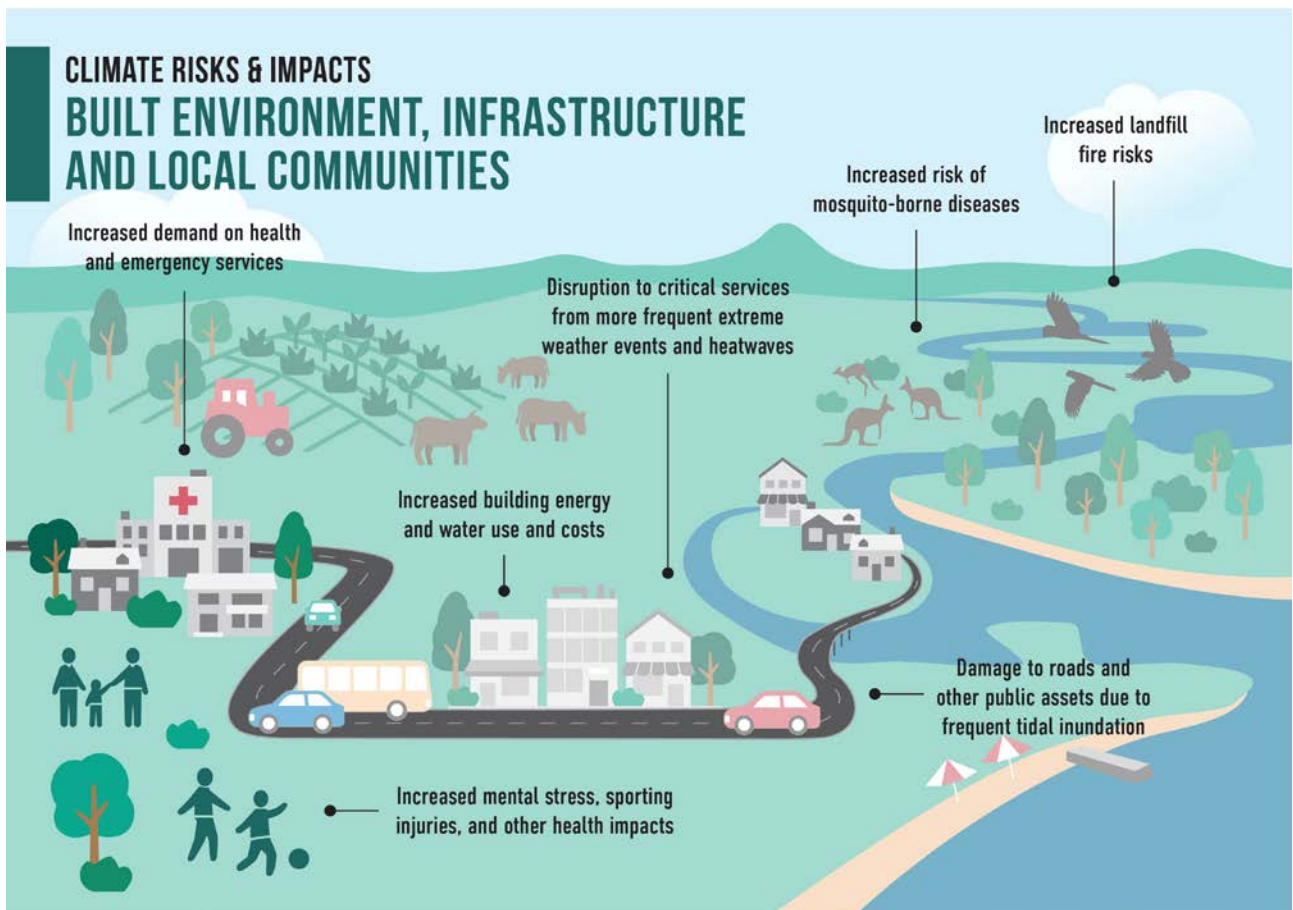 CLIMATE RISKS & IMPACTS
BUILT ENVIRONMENT, INFRASTRUCTURE
AND LOCAL COMMUNITIES
Increased demand on health
and emergency services
Disruption to critical services
from more frequent extreme
weather events and heatwaves
Increased risk of
mosquito-borne diseases
Increased landfill
fire risks
Increased building energy
and water use and costs
Damage to roads and
other public assets due to
frequent tidal inundation
Increased mental stress, sporting
injuries, and other health impacts